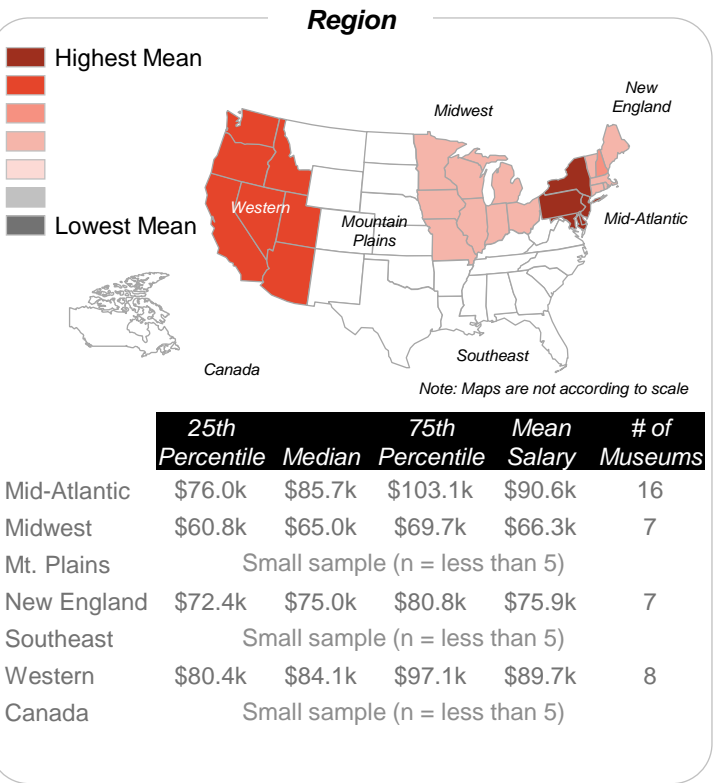 Region
Highest Mean
Lowest Mean
New
England
Midwest
Western
Mountain
Plains
Mid-Atlantic
Southeast
Canada
Note: Maps are not according to scale
25th Percentile Median 75th Percentile Mean Salary # of Museums
Mid-Atlantic $76.0k $85.7k $103.1k $90.6k 16
Midwest $60.8k $65.0k $69.7k $66.3k 7
Mt. Plains Small sample (n = less than 5)
New England $72.4k $75.0k $80.8k $75.9k 7
Southeast Small sample (n = less than 5)
Western $80.4k $84.1k $97.1k $89.7k 8
Canada Small sample (n = less than 5)